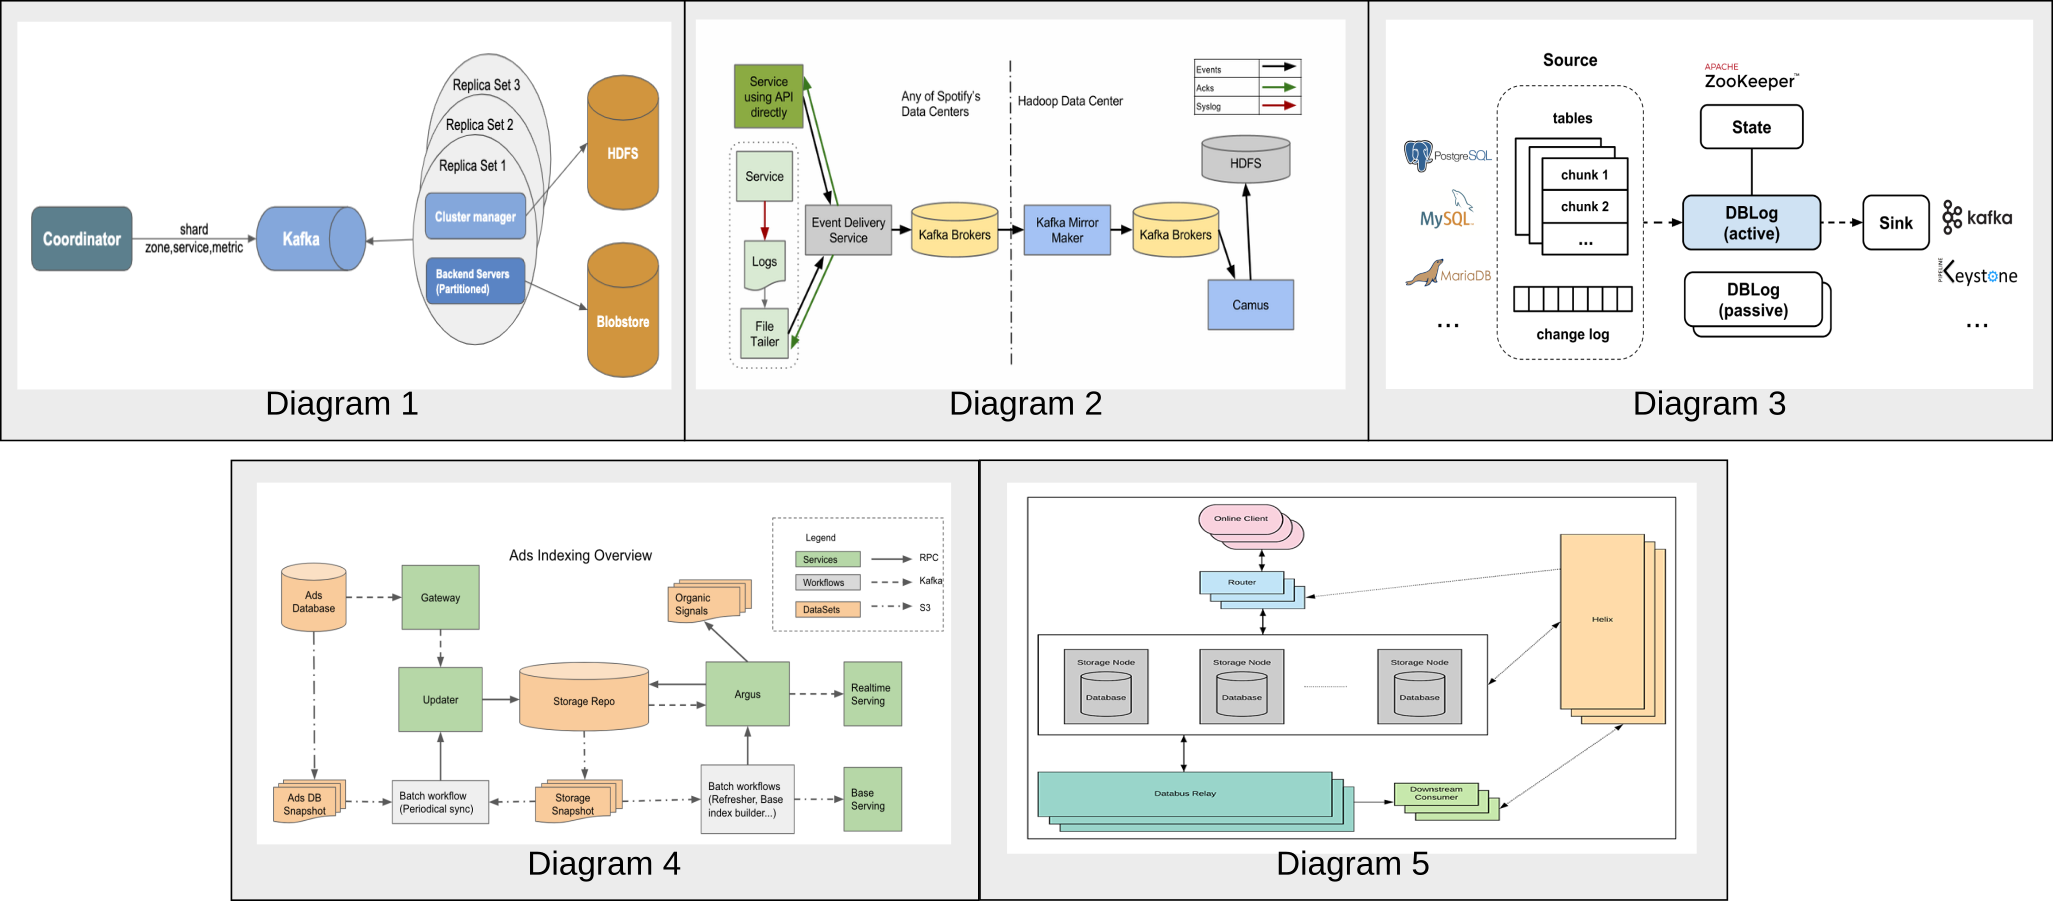 Replica Set 3
Replica Set 2
Replica Set 1
Cluster manager
Backend Servers
(Partitioned)
Coordinator
shard
zone,service,metric
Kafka
HDFS
Blobstore
Diagram 1
Service
using API
directly
Any of Spotify's
Data Centers
Hadoop Data Center
Events
Acks
Syslog
Service
Logs
File
Tailer
Event Delivery
Service
Kafka Brokers
Kafka Mirror
Maker
Kafka Brokers
HDFS
Camus
Diagram 2
Source
tables
chunk 1
chunk 2
...
change log
PostgreSQL
MySQL™
MariaDB
...
APACHE
ZooKeeper™
State
DBLog
(active)
DBLog
(passive)
Sink
kafka
PIPELINE
Keystone
...
Diagram 3
Ads Indexing Overview
Legend
Services
RPC
Workflows
Kafka
DataSets
S3
Ads
Database
Gateway
Organic
Signals
Updater
Storage Repo
Argus
Realtime
Serving
Ads DB
Snapshot
Batch workflow
(Periodical sync)
Storage
Snapshot
Batch workflows
(Refresher, Base
index builder...)
Base
Serving
Diagram 4
Online Client
Router
Helix
Storage Node
Database
Storage Node
Database
Storage Node
Database
Databus Relay
Downstream
Consumer
Diagram 5